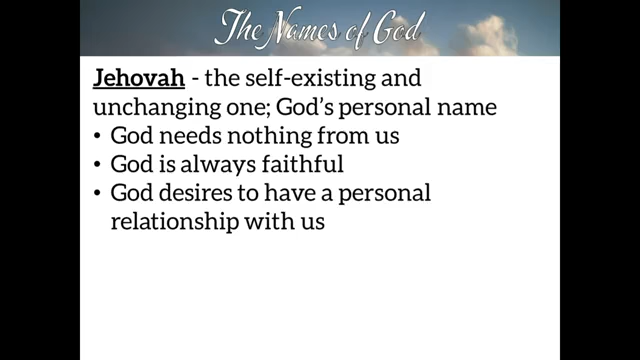 The Names of God
Jehovah - the self-existing and
unchanging one; God's personal name
• God needs nothing from us
• God is always faithful
• God desires to have a personal
relationship with us